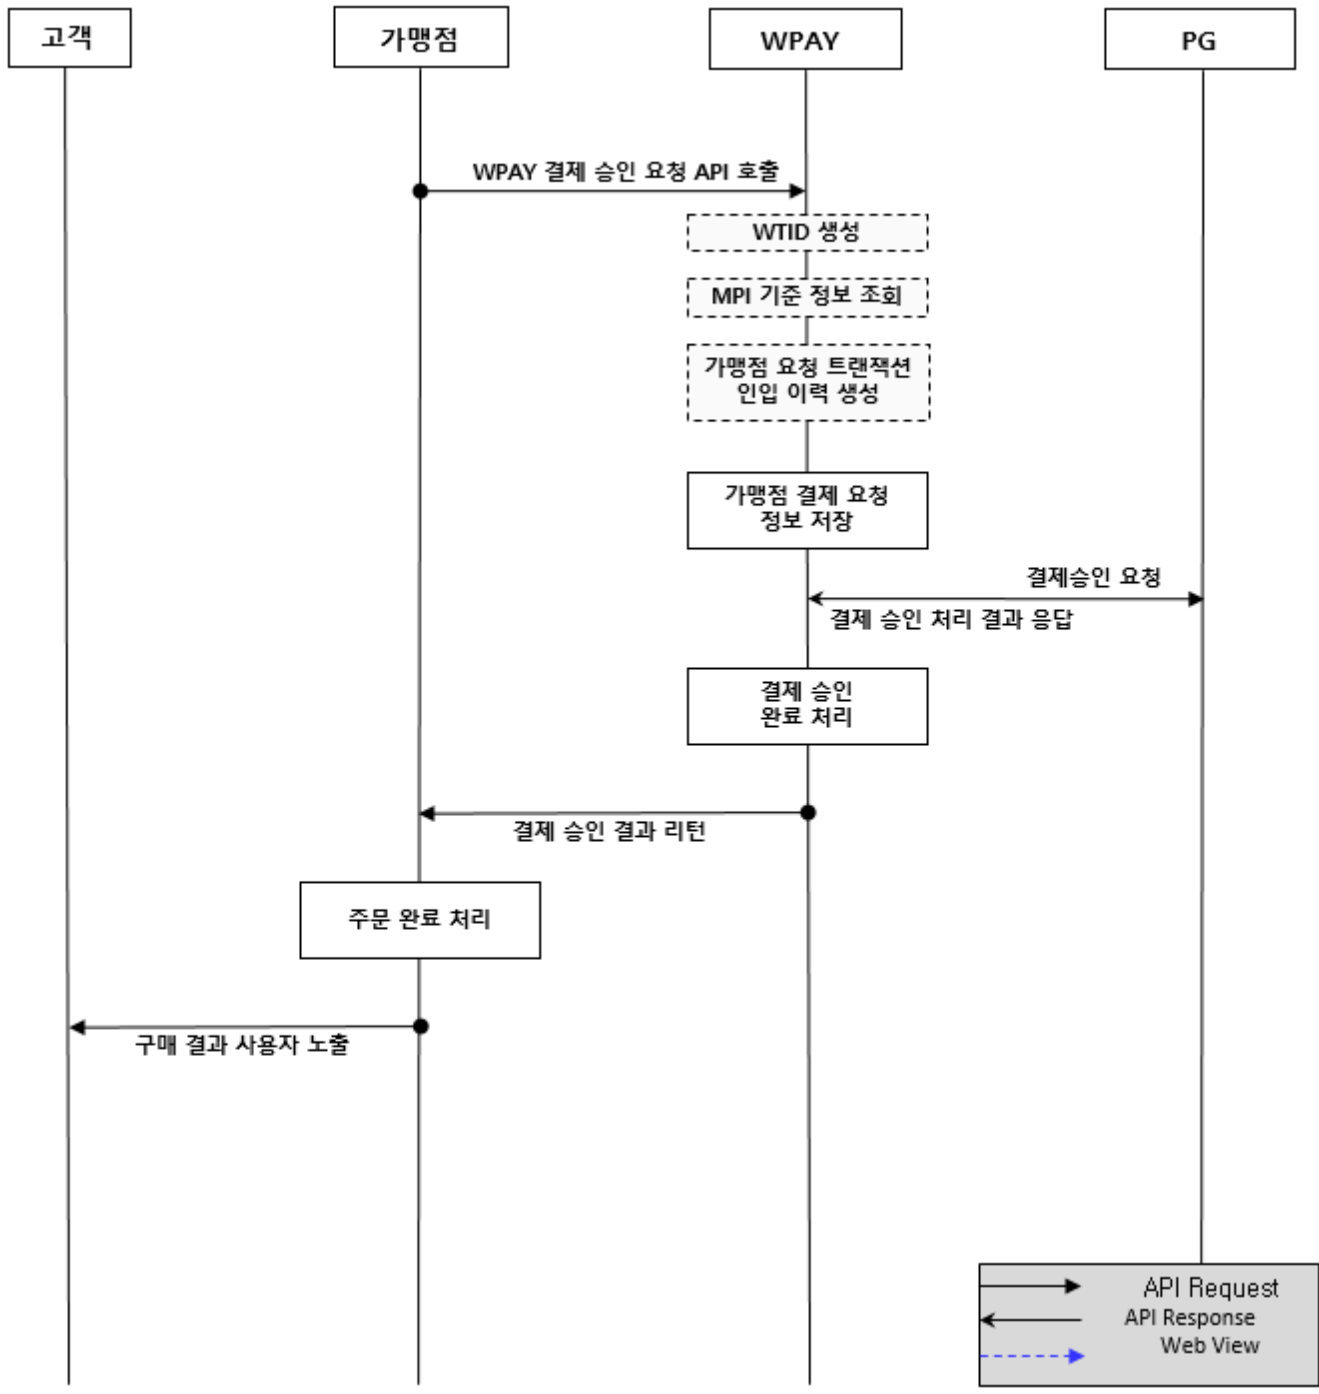 고객
가맹점
WPAY
PG
WPAY 결제 승인 요청 API 호출
WTID 생성
MPI 기준 정보 조회
가맹점 요청 트랜잭션
인입 이력 생성
가맹점 결제 요청
정보 저장
결제승인 요청
결제 승인 처리 결과 응답
결제 승인
완료 처리
결제 승인 결과 리턴
주문 완료 처리
구매 결과 사용자 노출
API Request
API Response
Web View